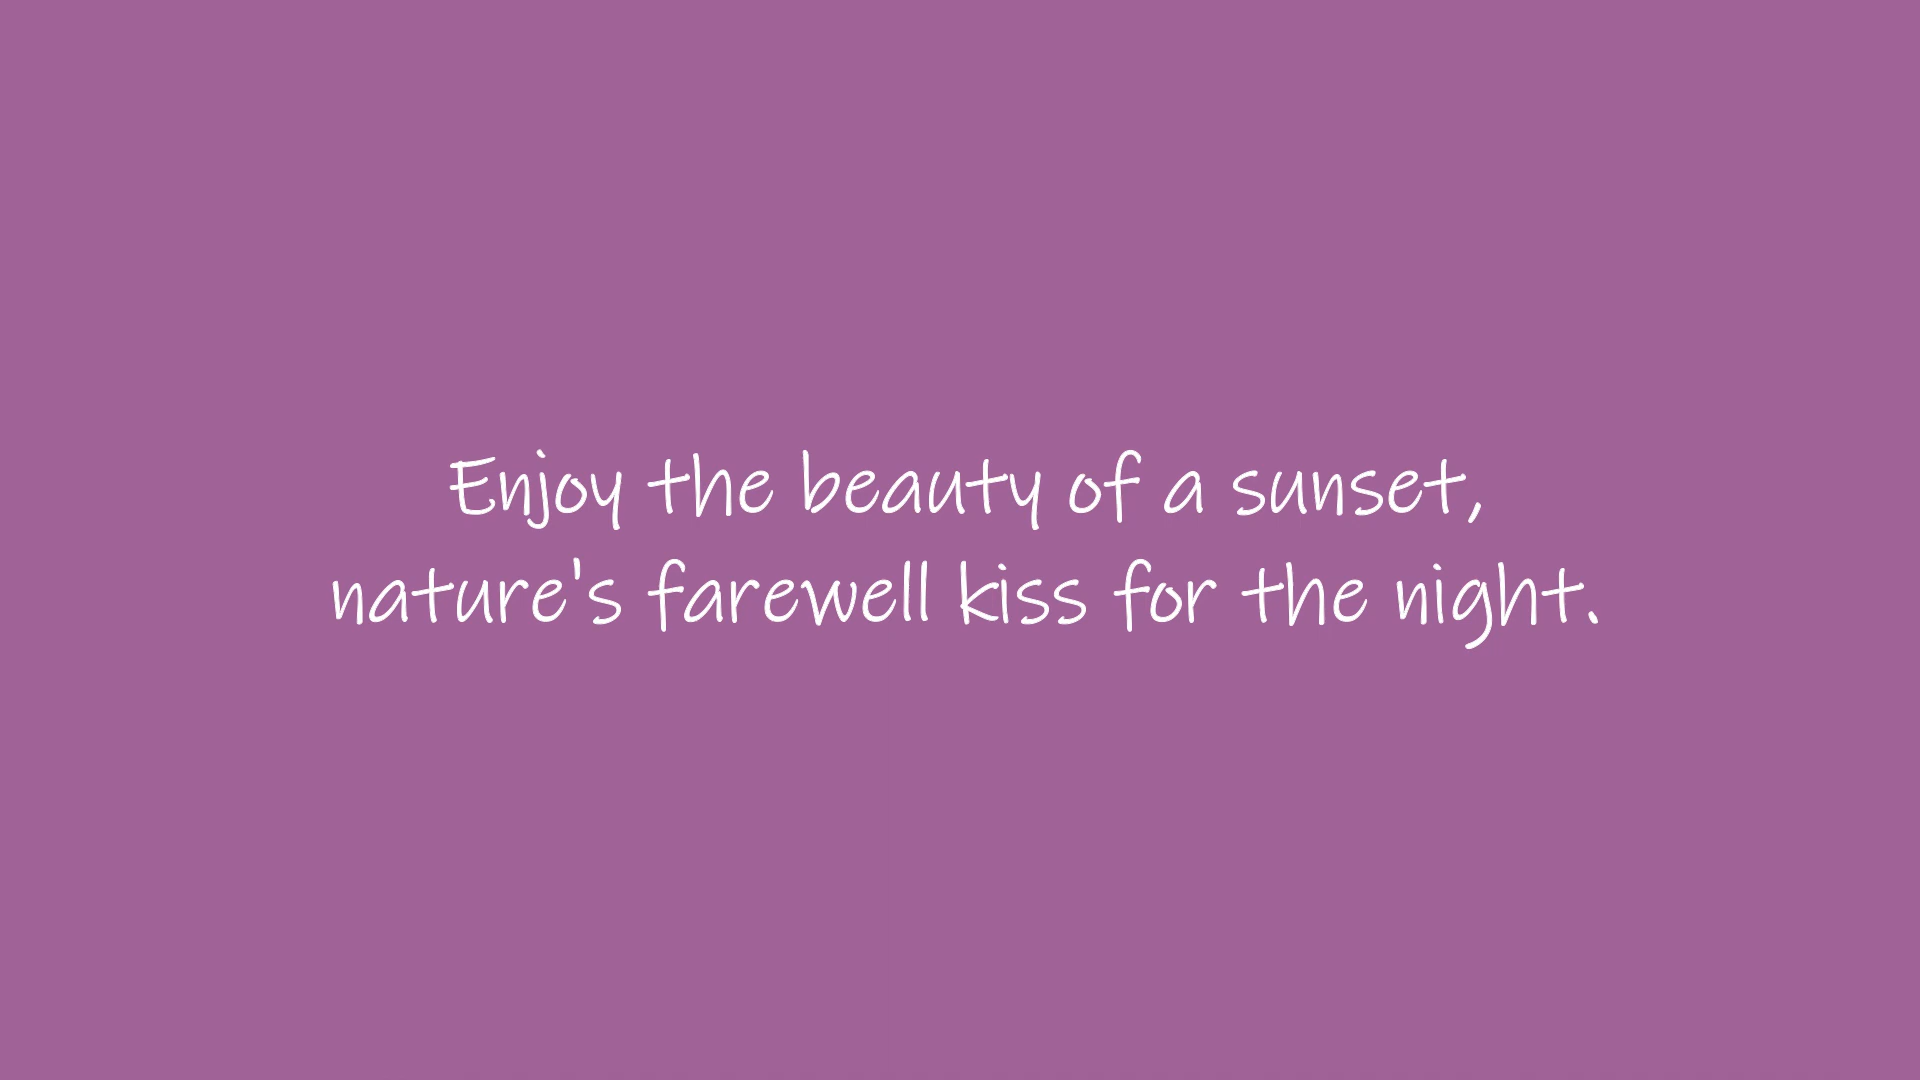 Enjoy the beauty of a sunset,
nature's farewell kiss for the night.